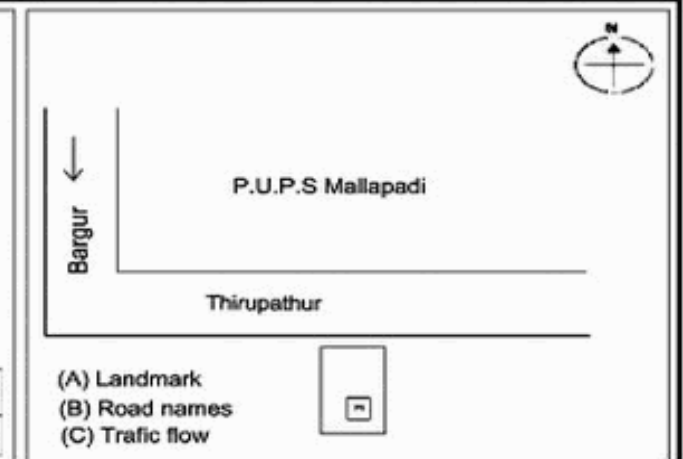 N
P.U.P.S Mallapadi
Bargur
Thirupathur
(A) Landmark
(B) Road names
(C) Trafic flow